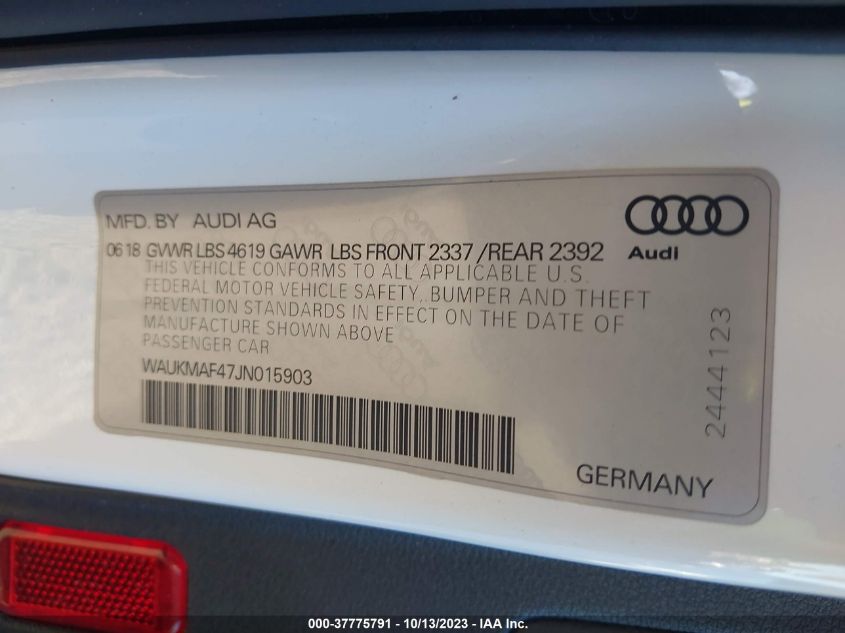 MFD. BY AUDI AG
Audi
06 18 GVWR LBS 4619 GAWR LBS FRONT 2337 /REAR 2392
THIS VEHICLE CONFORMS TO ALL APPLICABLE U.S.
FEDERAL MOTOR VEHICLE SAFETY, BUMPER AND THEFT
PREVENTION STANDARDS IN EFFECT ON THE DATE OF
MANUFACTURE SHOWN ABOVE
PASSENGER CAR
WAUKMAF47JN015903
2444123
GERMANY
000-37775791 - 10/13/2023 - IAA Inc.